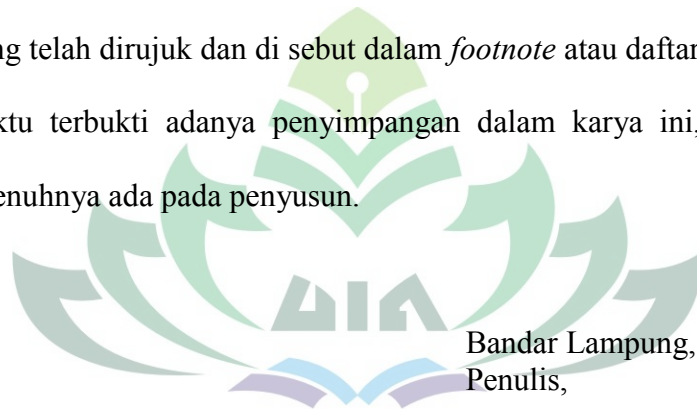 ng telah dirujuk dan di sebut dalam footnote atau daftar
ktu terbukti adanya penyimpangan dalam karya ini,
enuhnya ada pada penyusun.
UIN
Bandar Lampung,
Penulis,